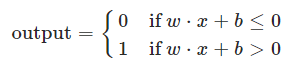 output = { 0 if w · x + b ≤ 0
1 if w · x + b > 0